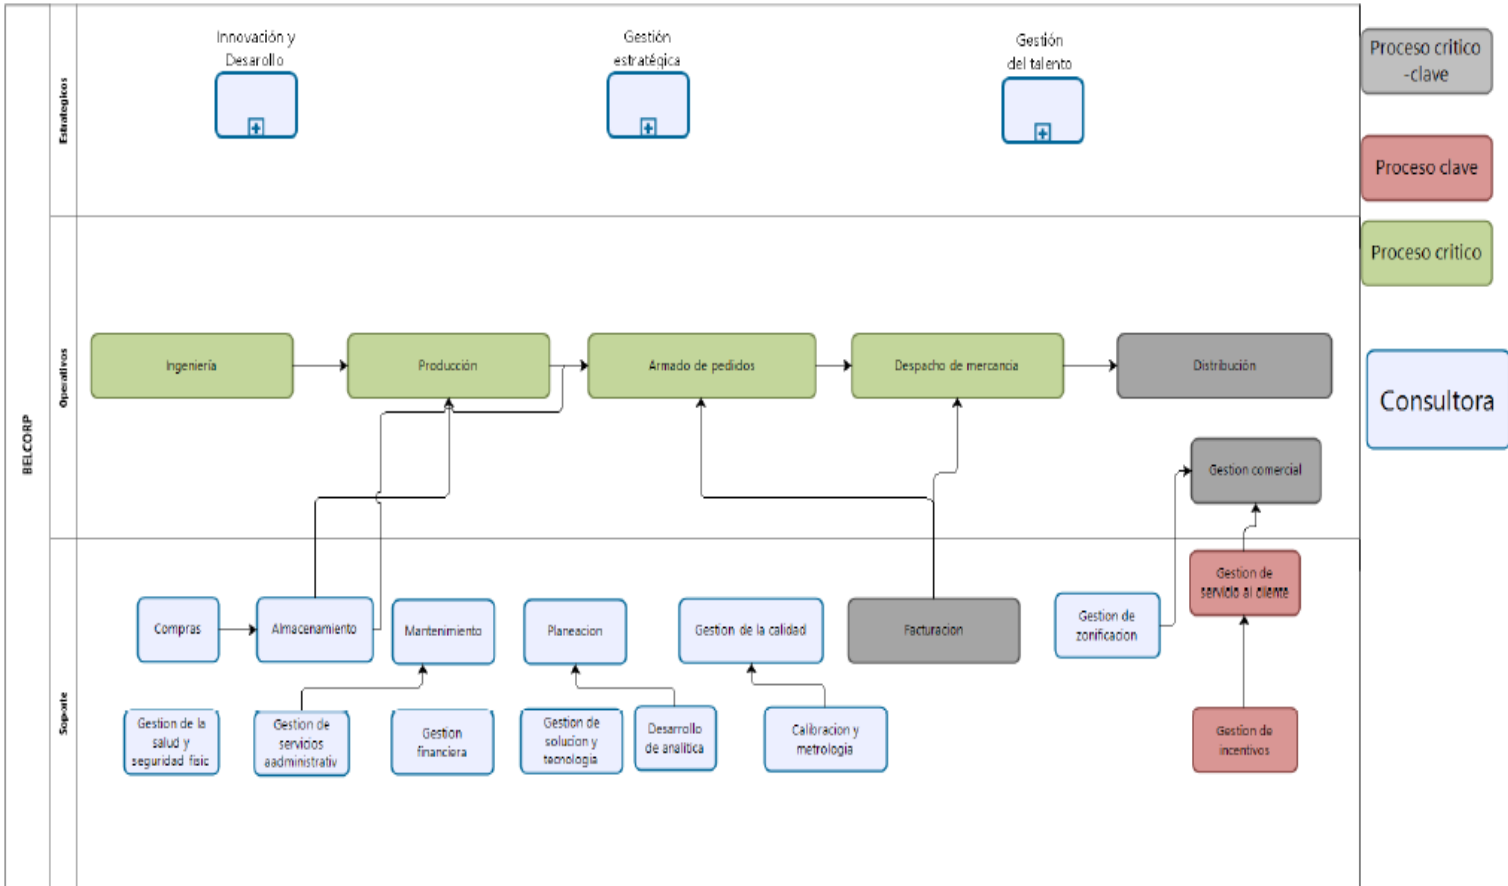 BELCORP
Estrategicos
Innovación y
Desarollo
Gestión
estratégica
Gestión
del talento
Proceso critico
-clave
Proceso clave
Proceso critico
Consultora
Operativos
Ingeniería
Producción
Armado de pedidos
Despacho de mercancia
Distribución
Gestion comercial
Soporte
Compras
Almacenamiento
Mantenimiento
Planeacion
Gestion de la calidad
Facturacion
Gestion de
zonificacion
Gestion de
servicio al cliente
Gestion de la
salud y
seguridad fisic
Gestion de
servicios
aadministrativ
Gestion
financiera
Gestion de
solucion y
tecnologia
Desarrollo
de analitica
Calibracion y
metrologia
Gestion de
incentivos